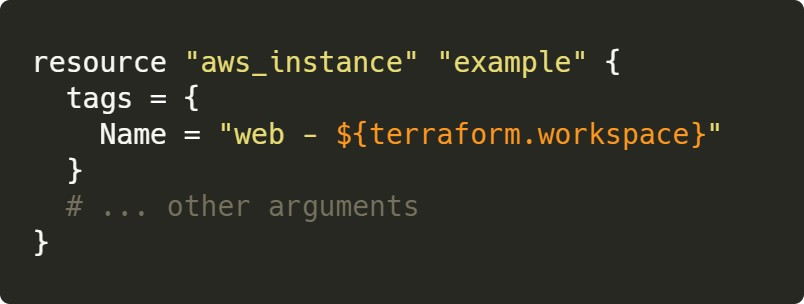 resource "aws_instance" "example" {
  tags = {
    Name = "web - ${terraform.workspace}"
  }
  # ... other arguments
}